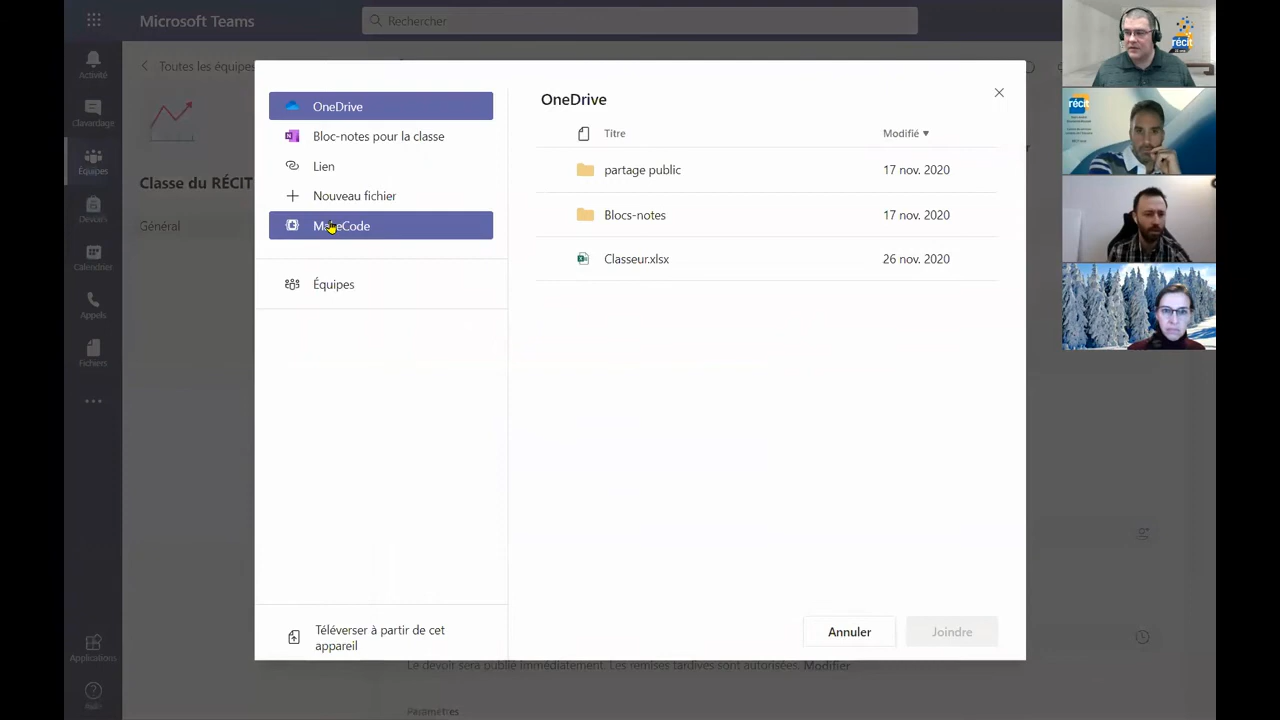 Microsoft Teams
Rechercher
Activité
Clavardage
Équipes
Devoirs
Calendrier
Appels
Fichiers
Applications
Toutes les équipes
Classe du RÉCIT
Général
OneDrive
Bloc-notes pour la classe
Lien
Nouveau fichier
MakeCode
Équipes
Téléverser à partir de cet
appareil
OneDrive
Titre
Modifié
partage public
17 nov. 2020
Blocs-notes
17 nov. 2020
Classeur.xlsx
26 nov. 2020
Annuler
Joindre
Le devoir sera publié immédiatement. Les remises tardives sont autorisées. Modifier
Paramètres
récit
récit